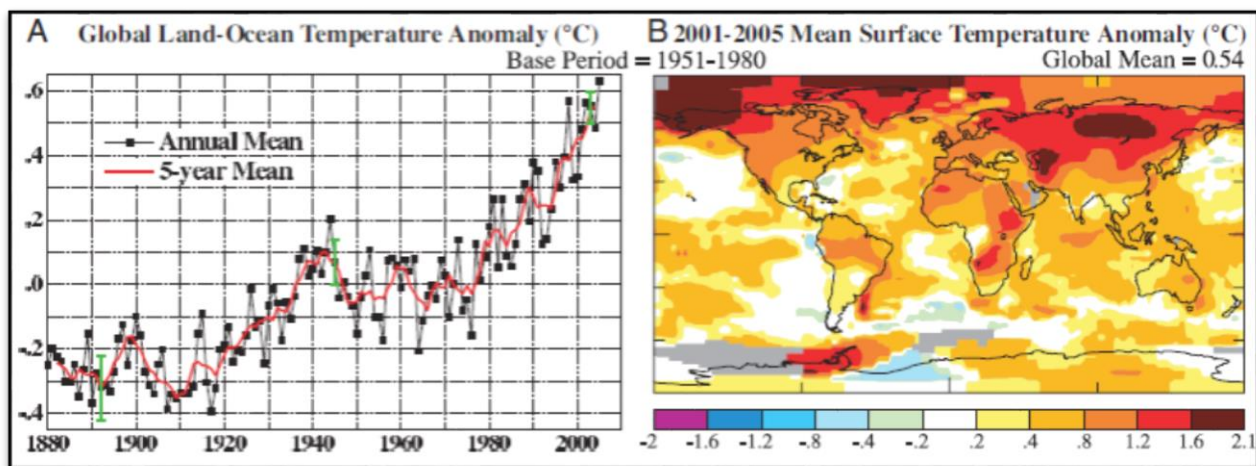 A Global Land-Ocean Temperature Anomaly (°C)
B 2001-2005 Mean Surface Temperature Anomaly (°C)
Base Period = 1951-1980
Global Mean = 0.54
.6
.4
.2
.0
-.2
-.4
Annual Mean
5-year Mean
1880 1900 1920 1940 1960 1980 2000
-2 -1.6 -1.2 -.8 -.4 -.2 .2 .4 .8 1.2 1.6 2.1